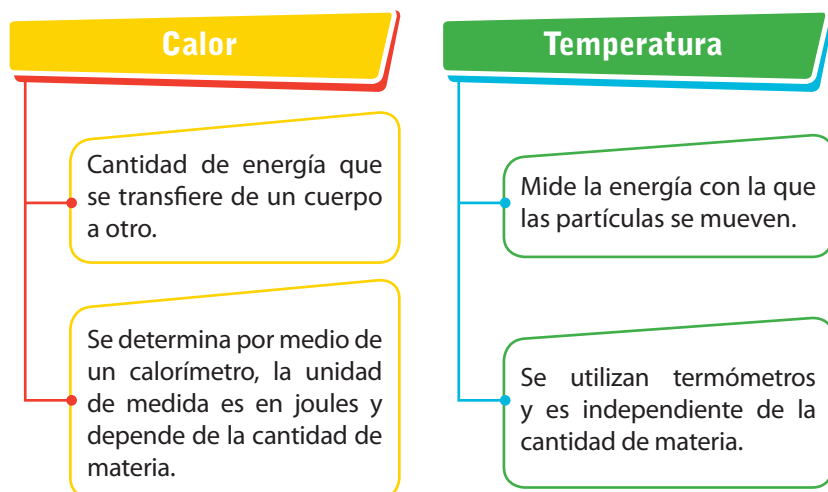 Calor
Cantidad de energía que
se transfiere de un cuerpo
a otro.
Se determina por medio de
un calorímetro, la unidad
de medida es en joules y
depende de la cantidad de
materia.
Temperatura
Mide la energía con la que
las partículas se mueven.
Se utilizan termómetros
y es independiente de la
cantidad de materia.